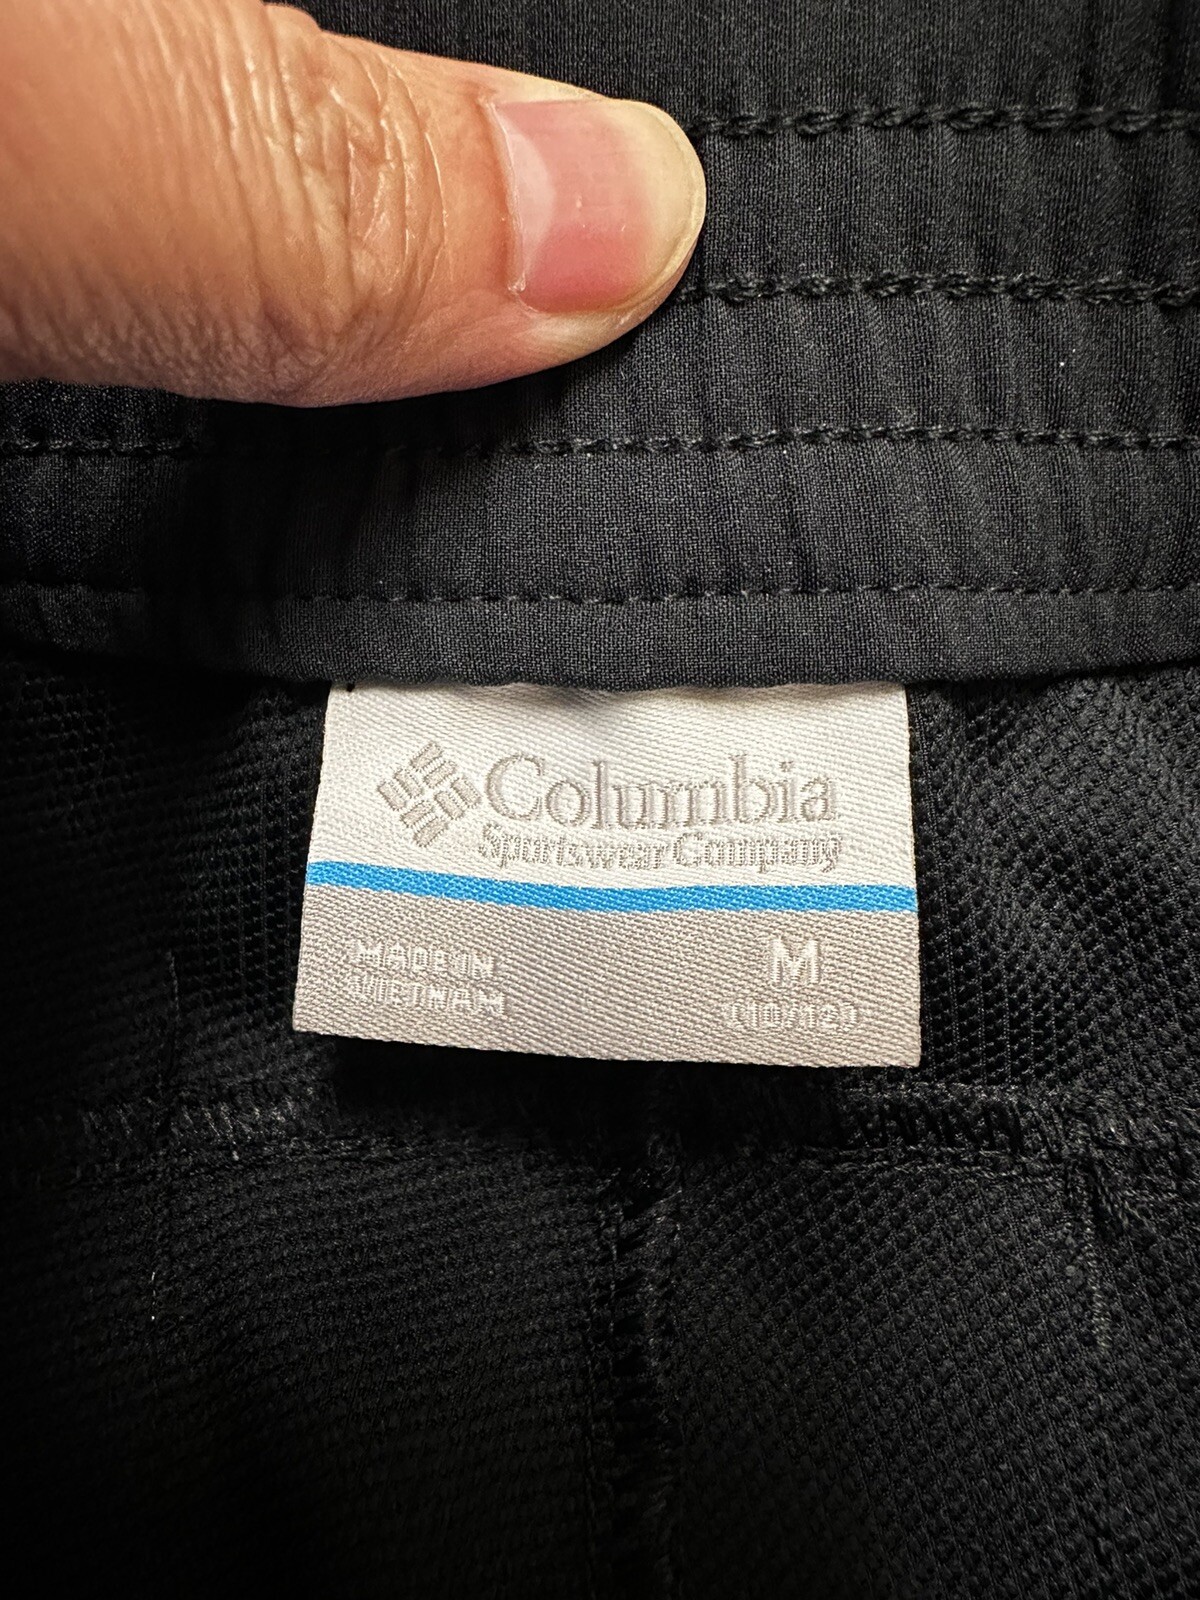 Columbia
Sportswear Company
MADE IN
VIETNAM
M
(10/12)